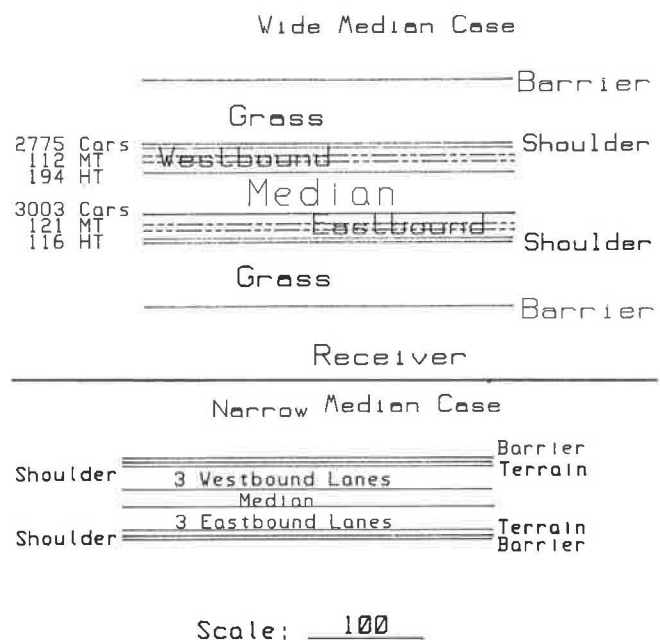 Wide Median Case
Barrier
Grass
2775 Cars
112 MT
194 HT
Westbound
Shoulder
Median
3003 Cars
121 MT
116 HT
Eastbound
Shoulder
Grass
Barrier
Receiver
Narrow Median Case
Barrier
Terrain
Shoulder
3 Westbound Lanes
Median
3 Eastbound Lanes
Terrain
Shoulder
Barrier
Scale: 100